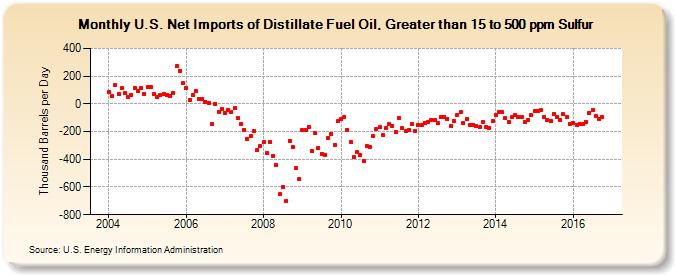 Monthly U.S. Net Imports of Distillate Fuel Oil, Greater than 15 to 500 ppm Sulfur
Thousand Barrels per Day
400
200
0
-200
-400
-600
-800
2004 2006 2008 2010 2012 2014 2016
Source: U.S. Energy Information Administration